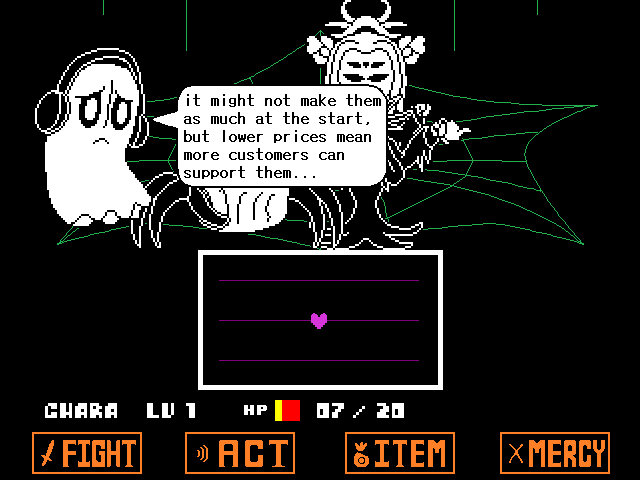 it might not make them
as much at the start,
but lower prices mean
more customers can
support them...
CHARA LV 1 HP 07 / 20
FIGHT ACT ITEM MERCY